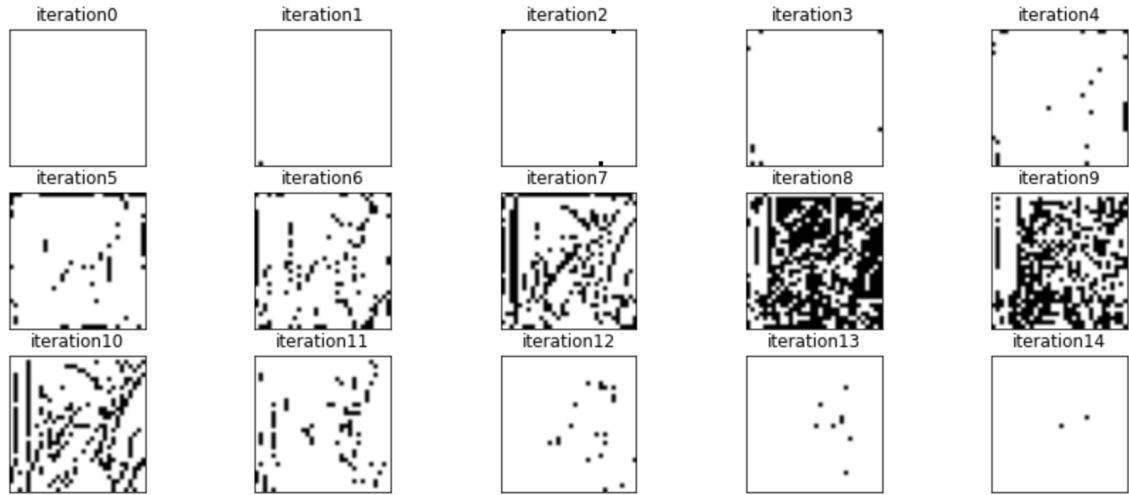 iteration0 iteration1 iteration2 iteration3 iteration4
iteration5 iteration6 iteration7 iteration8 iteration9
iteration10 iteration11 iteration12 iteration13 iteration14